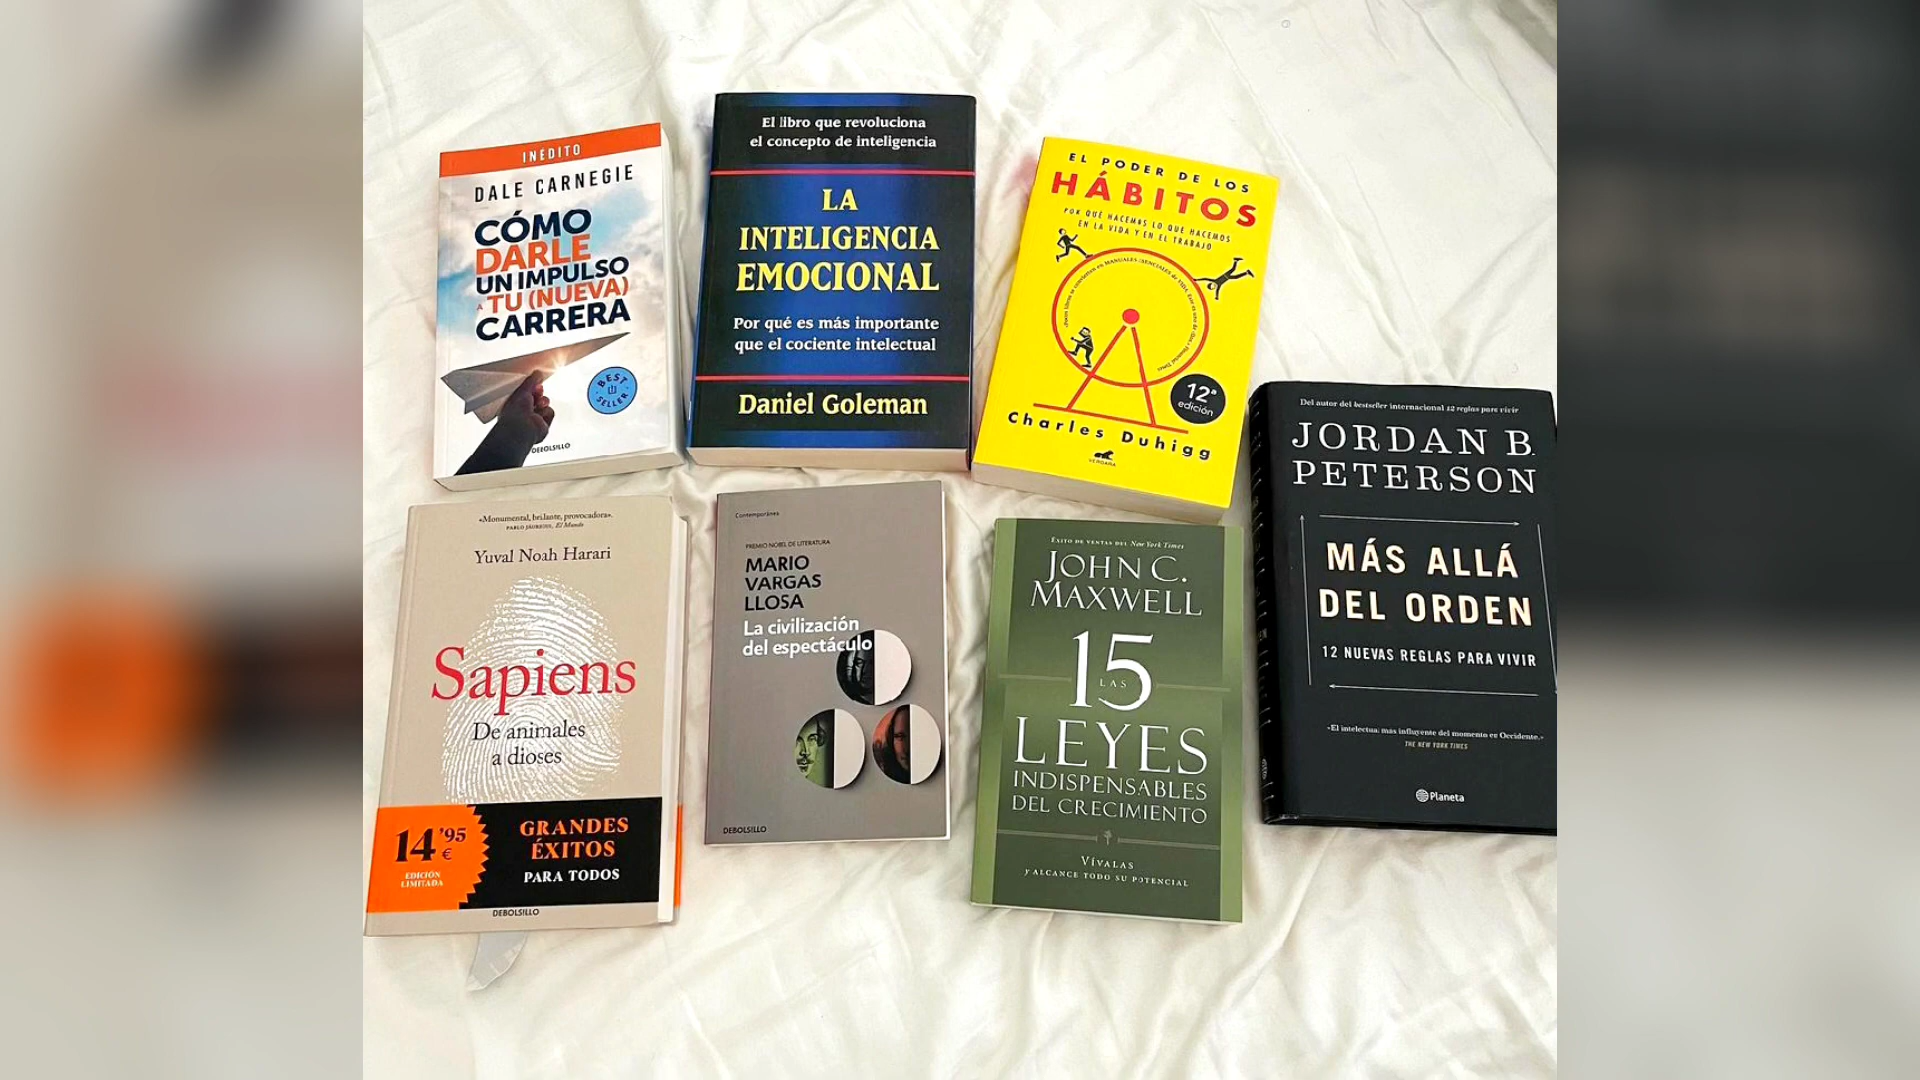 INÉDITO
DALE CARNEGIE
CÓMO
DARLE
UN IMPULSO
A TU (NUEVA)
CARRERA
BEST
SELLER
DEBOLSILLO
El libro que revoluciona
el concepto de inteligencia
LA
INTELIGENCIA
EMOCIONAL
Por qué es más importante
que el cociente intelectual
Daniel Goleman
EL PODER DE LOS
HÁBITOS
POR QUÉ HACEMOS LO QUE HACEMOS
EN LA VIDA Y EN EL TRABAJO
12ª
edición
Charles Duhigg
VERGARA
Del autor del bestseller internacional 12 reglas para vivir
JORDAN B.
PETERSON
MÁS ALLÁ
DEL ORDEN
12 NUEVAS REGLAS PARA VIVIR
«El intelectual más influyente del momento en Occidente.»
THE NEW YORK TIMES
Planeta
«Monumental, brillante, provocadora».
PABLO JÁUREGUI, El Mundo
Yuval Noah Harari
Sapiens
De animales
a dioses
14'95
€
EDICIÓN
LIMITADA
GRANDES
ÉXITOS
PARA TODOS
DEBOLSILLO
Contemporánea
PREMIO NOBEL DE LITERATURA
MARIO
VARGAS
LLOSA
La civilización
del espectáculo
DEBOLSILLO
ÉXITO DE VENTAS DEL New York Times
JOHN C.
MAXWELL
LAS
15
LEYES
INDISPENSABLES
DEL CRECIMIENTO
VÍVALAS
Y ALCANCE TODO SU POTENCIAL